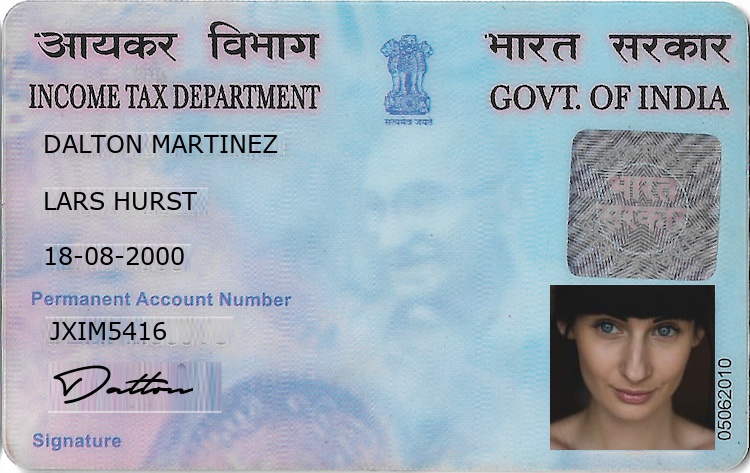 आयकर विभाग
भारत सरकार
INCOME TAX DEPARTMENT
GOVT. OF INDIA
सत्यमेव जयते
DALTON MARTINEZ
LARS HURST
18-08-2000
भारत
सरकार
Permanent Account Number
JXIM5416
Dalton
Signature
05062010